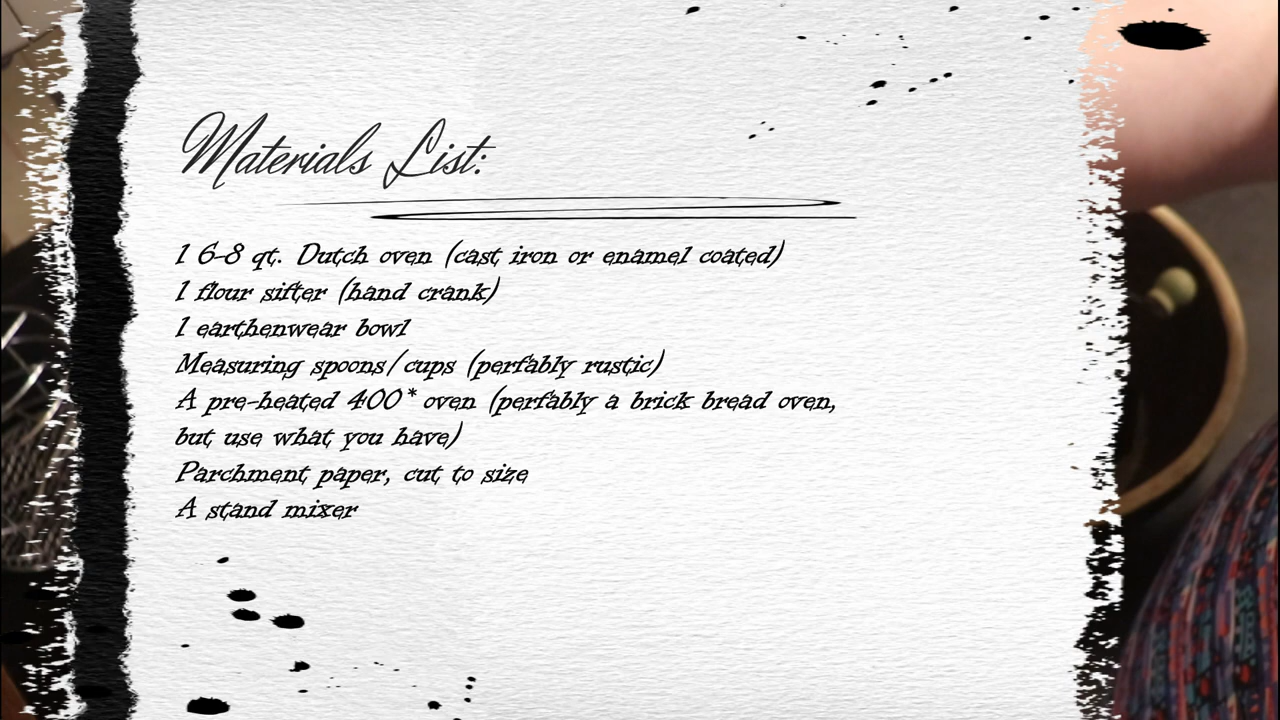 Materials List:
1 6-8 qt. Dutch oven (cast iron or enamel coated)
1 flour sifter (hand crank)
1 earthenwear bowl
Measuring spoons/cups (perfably rustic)
A pre-heated 400* oven (perfably a brick bread oven,
but use what you have)
Parchment paper, cut to size
A stand mixer